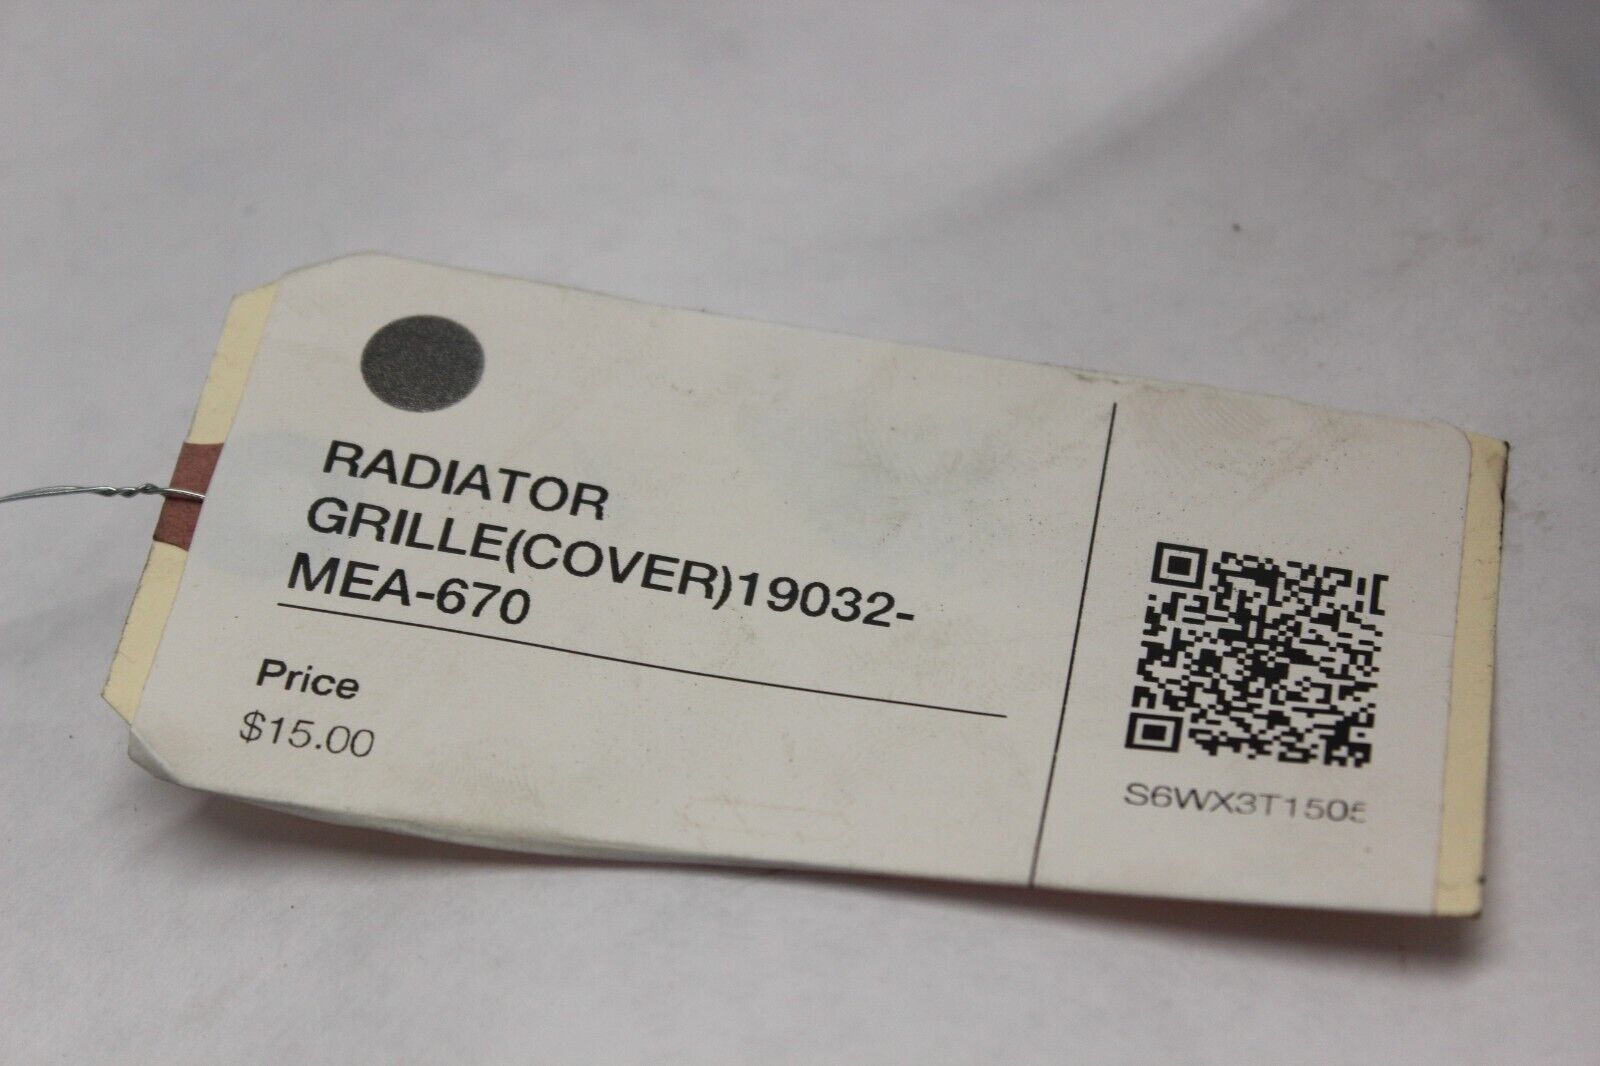 RADIATOR
GRILLE(COVER)19032-
MEA-670
Price
$15.00
S6WX3T1505